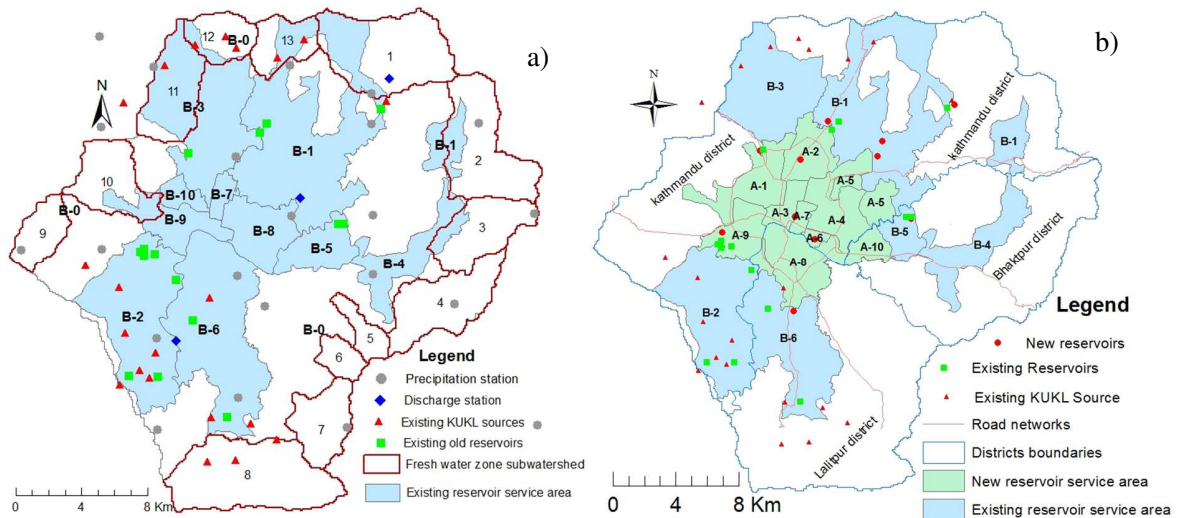 a)
12
B-0
13
1
11
B-3
N
B-1
B-1
2
10
B-10
B-7
B-0
B-9
B-8
3
9
B-5
B-4
4
B-2
B-6
B-0
5
6
7
8
Legend
Precipitation station
Discharge station
Existing KUKL sources
Existing old reservoirs
Fresh water zone subwatershed
Existing reservoir service area
0 4 8 Km
b)
N
B-3
B-1
kathmandu district
kathmandu district
A-2
B-1
A-1
A-5
A-3
A-7
A-4
A-5
A-9
A-6
A-10
B-5
B-4
A-8
Bhaktpur district
B-2
B-6
Lalitpur district
Legend
New reservoirs
Existing Reservoirs
Existing KUKL Source
Road networks
Districts boundaries
New reservoir service area
Existing reservoir service area
0 4 8 Km